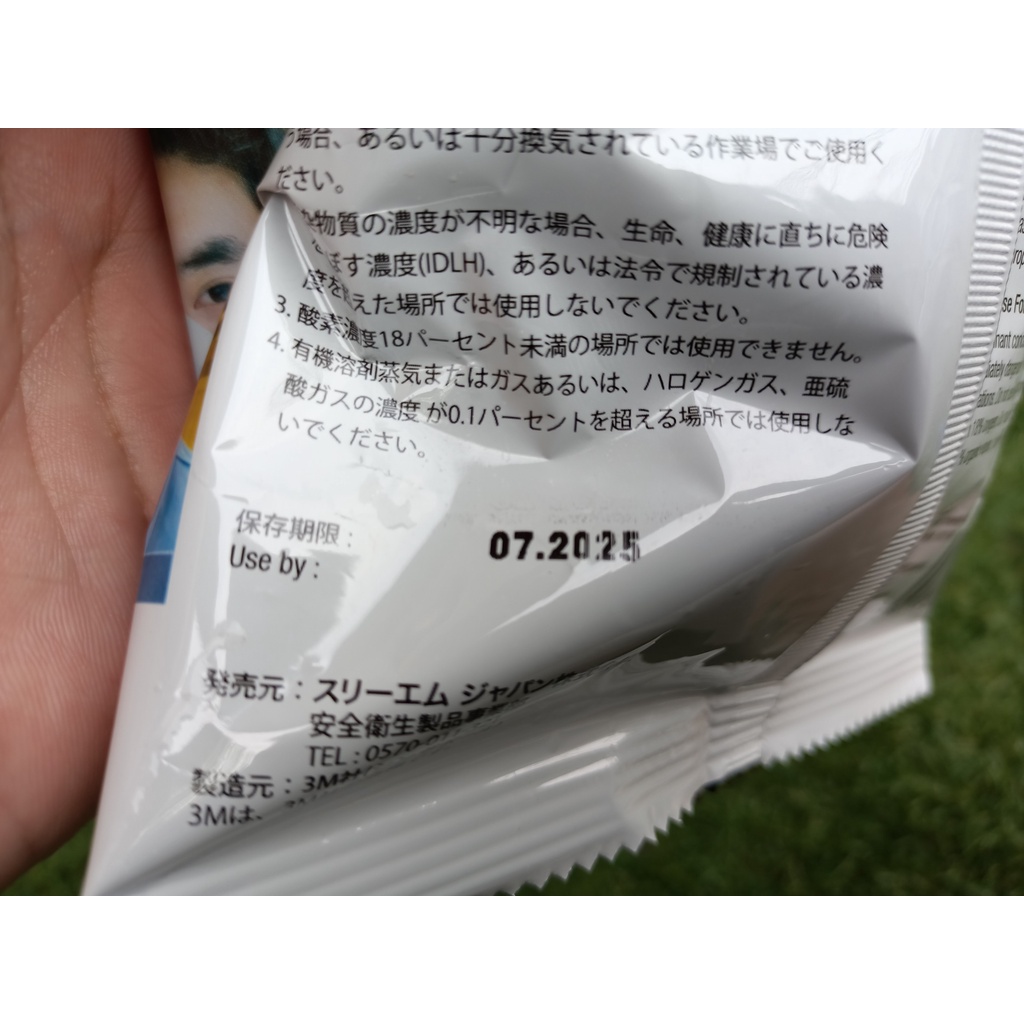 う場合、あるいは十分換気されている作業場でご使用く
ださい。
物質の濃度が不明な場合、生命、健康に直ちに危険
ぼす濃度(IDLH)、あるいは法令で規制されている濃
度を えた場所では使用しないでください。
3. 酸素濃度18パーセント未満の場所では使用できません。
4. 有機溶剤蒸気またはガスあるいは、ハロゲンガス、亜硫
酸ガスの濃度が0.1パーセントを超える場所では使用しな
いでください。
保存期限:
Use by: 07.2025
発売元:スリーエム ジャパン
安全衛生製品事業
TEL:0570-011
製造元:3M
3Mは、
se For